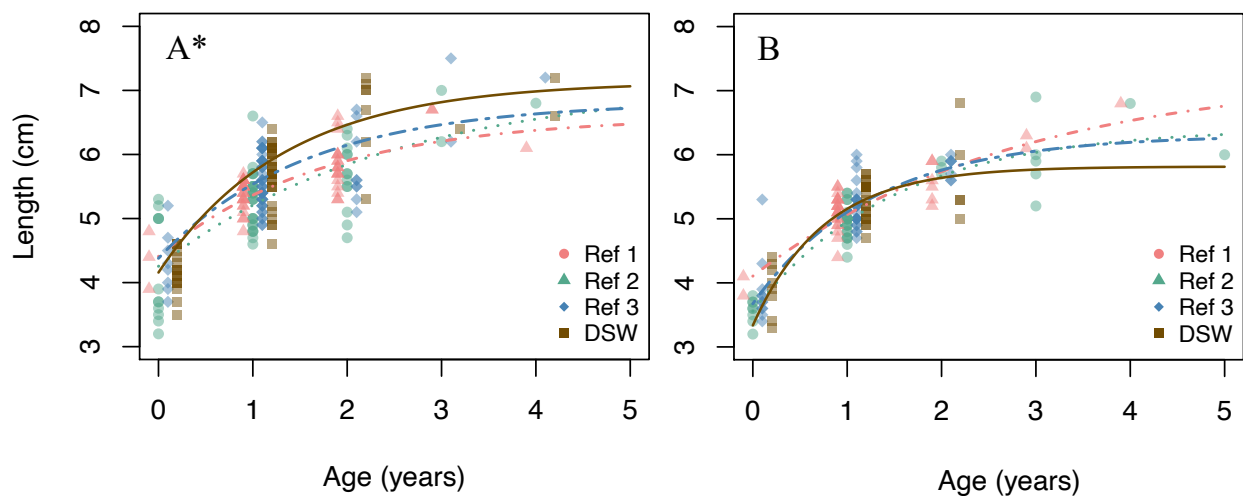 A*
B
Length (cm)
8
7
6
5
4
3
Ref 1
Ref 2
Ref 3
DSW
0 1 2 3 4 5
Age (years)
8
7
6
5
4
3
Ref 1
Ref 2
Ref 3
DSW
0 1 2 3 4 5
Age (years)